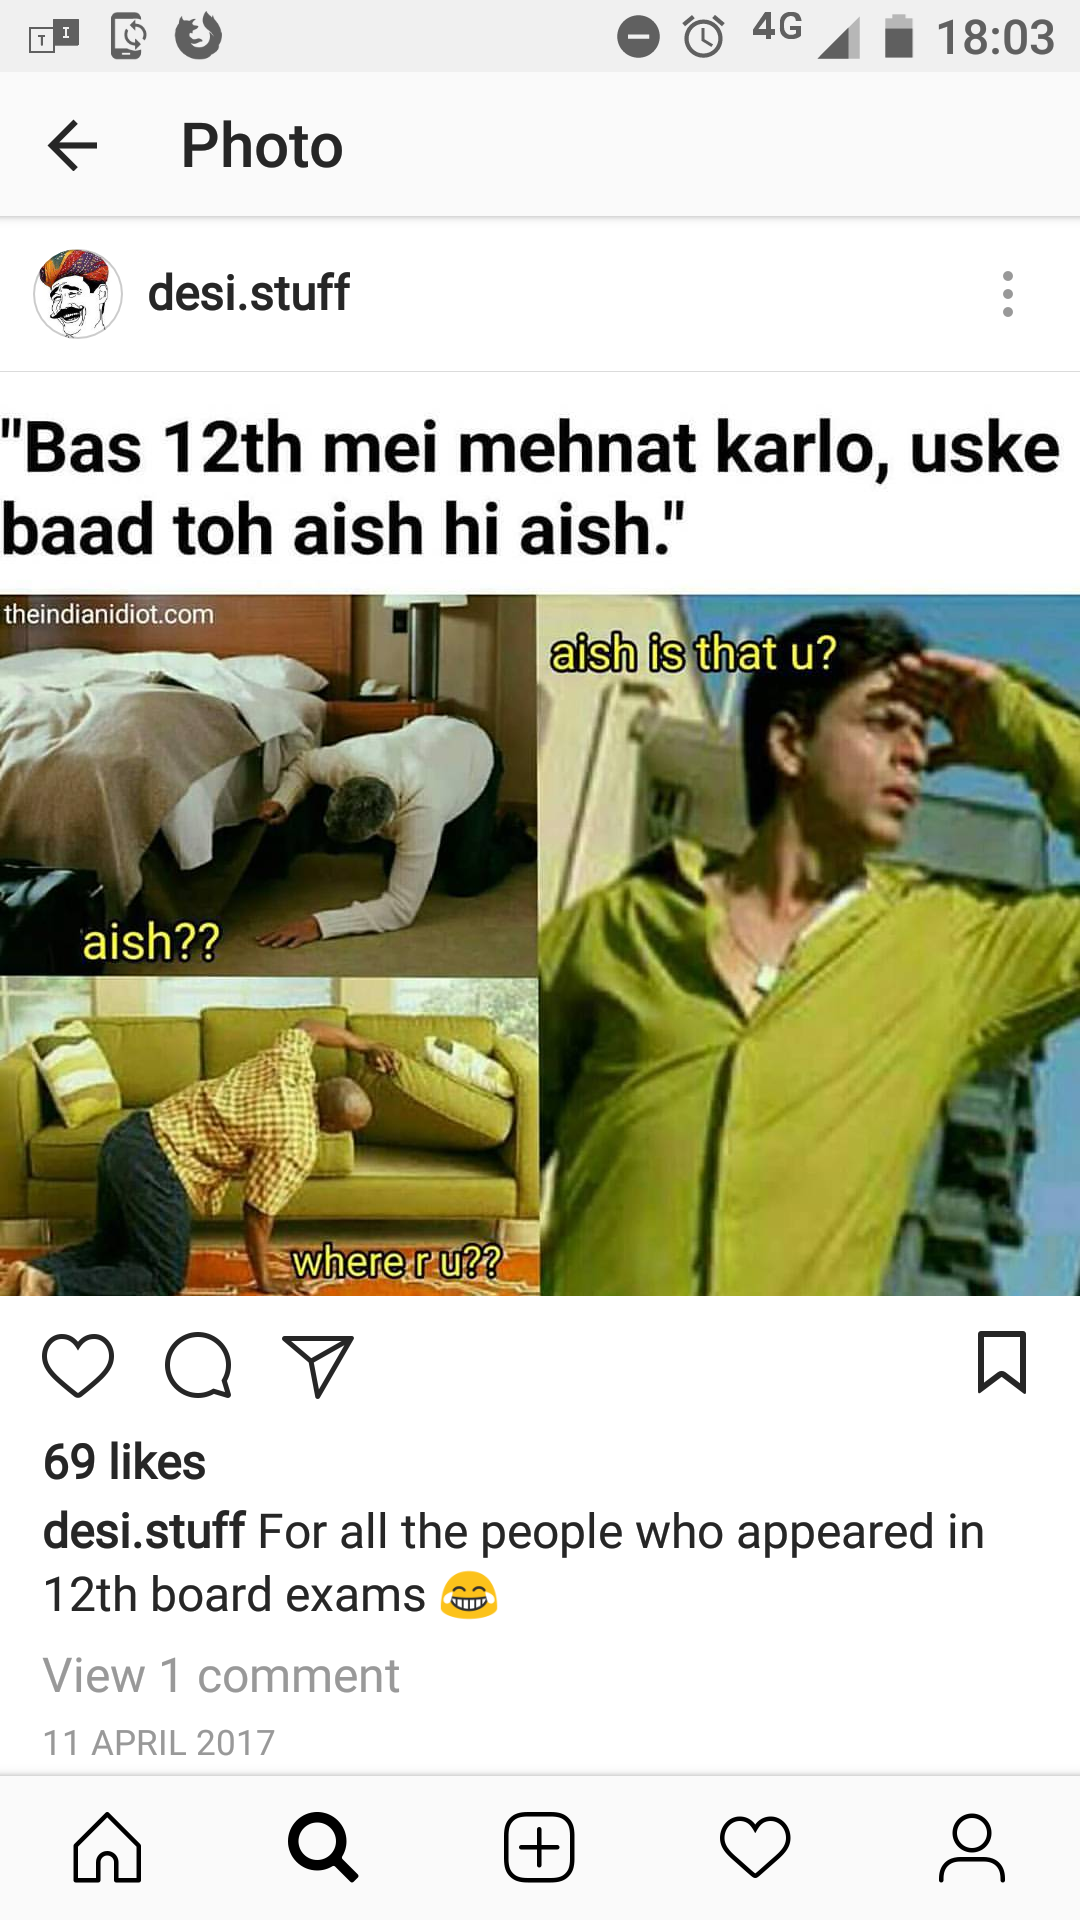 T I 4G 18:03
Photo
desi.stuff
"Bas 12th mei mehnat karlo, uske
baad toh aish hi aish."
theindianidiot.com
aish is that u?
aish??
where r u??
69 likes
desi.stuff For all the people who appeared in
12th board exams 😂
View 1 comment
11 APRIL 2017